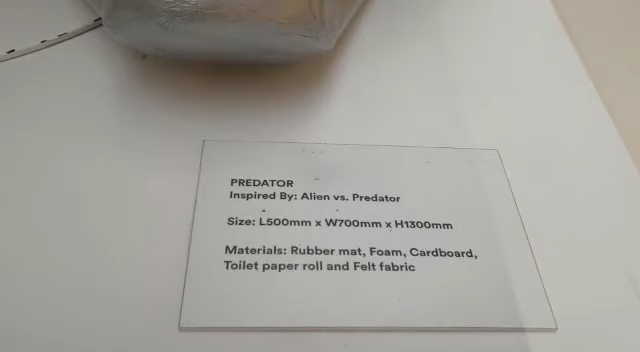 PREDATOR
Inspired By: Alien vs. Predator
Size: L500mm x W700mm x H1300mm
Materials: Rubber mat, Foam, Cardboard,
Toilet paper roll and Felt fabric